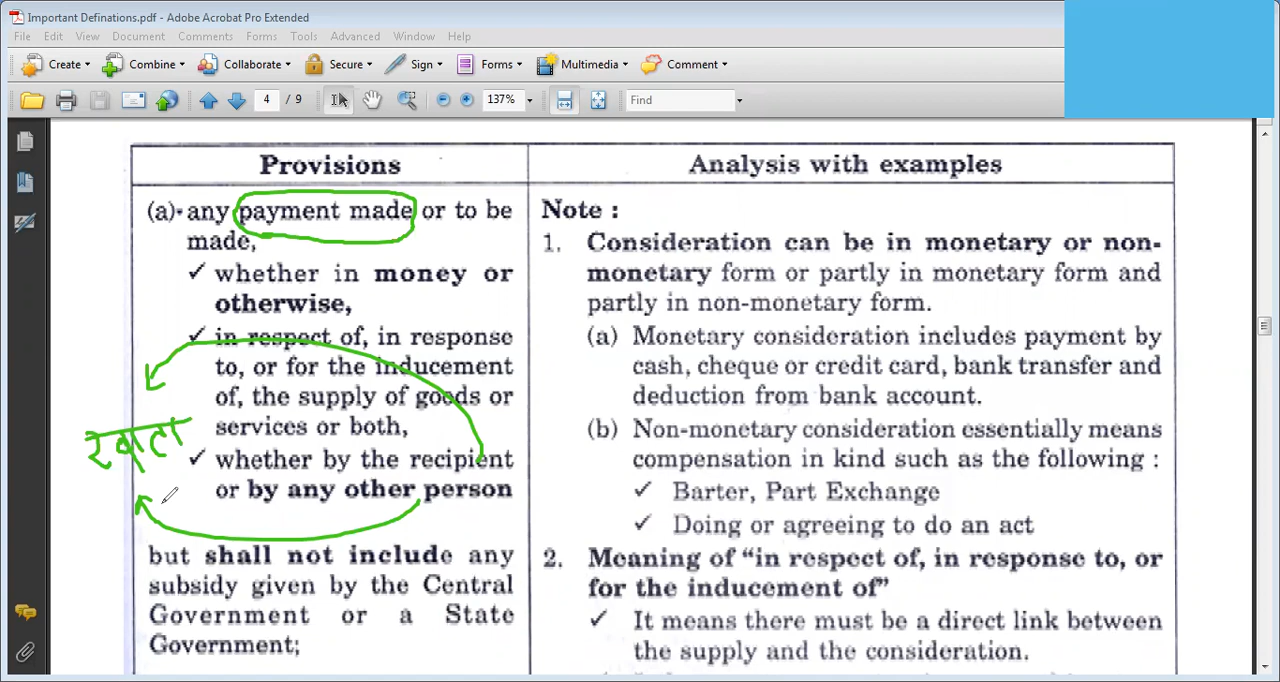 Important Definations.pdf - Adobe Acrobat Pro Extended
File Edit View Document Comments Forms Tools Advanced Window Help
Create Combine Collaborate Secure Sign Forms Multimedia Comment
4 / 9 137% Find
Provisions
(a) any payment made or to be
made,
✓ whether in money or
otherwise,
✓ in respect of, in response
to, or for the inducement
of, the supply of goods or
services or both,
✓ whether by the recipient
or by any other person
but shall not include any
subsidy given by the Central
Government or a State
Government;
Analysis with examples
Note :
1. Consideration can be in monetary or non-
monetary form or partly in monetary form and
partly in non-monetary form.
(a) Monetary consideration includes payment by
cash, cheque or credit card, bank transfer and
deduction from bank account.
(b) Non-monetary consideration essentially means
compensation in kind such as the following :
✓ Barter, Part Exchange
✓ Doing or agreeing to do an act
2. Meaning of "in respect of, in response to, or
for the inducement of"
✓ It means there must be a direct link between
the supply and the consideration.